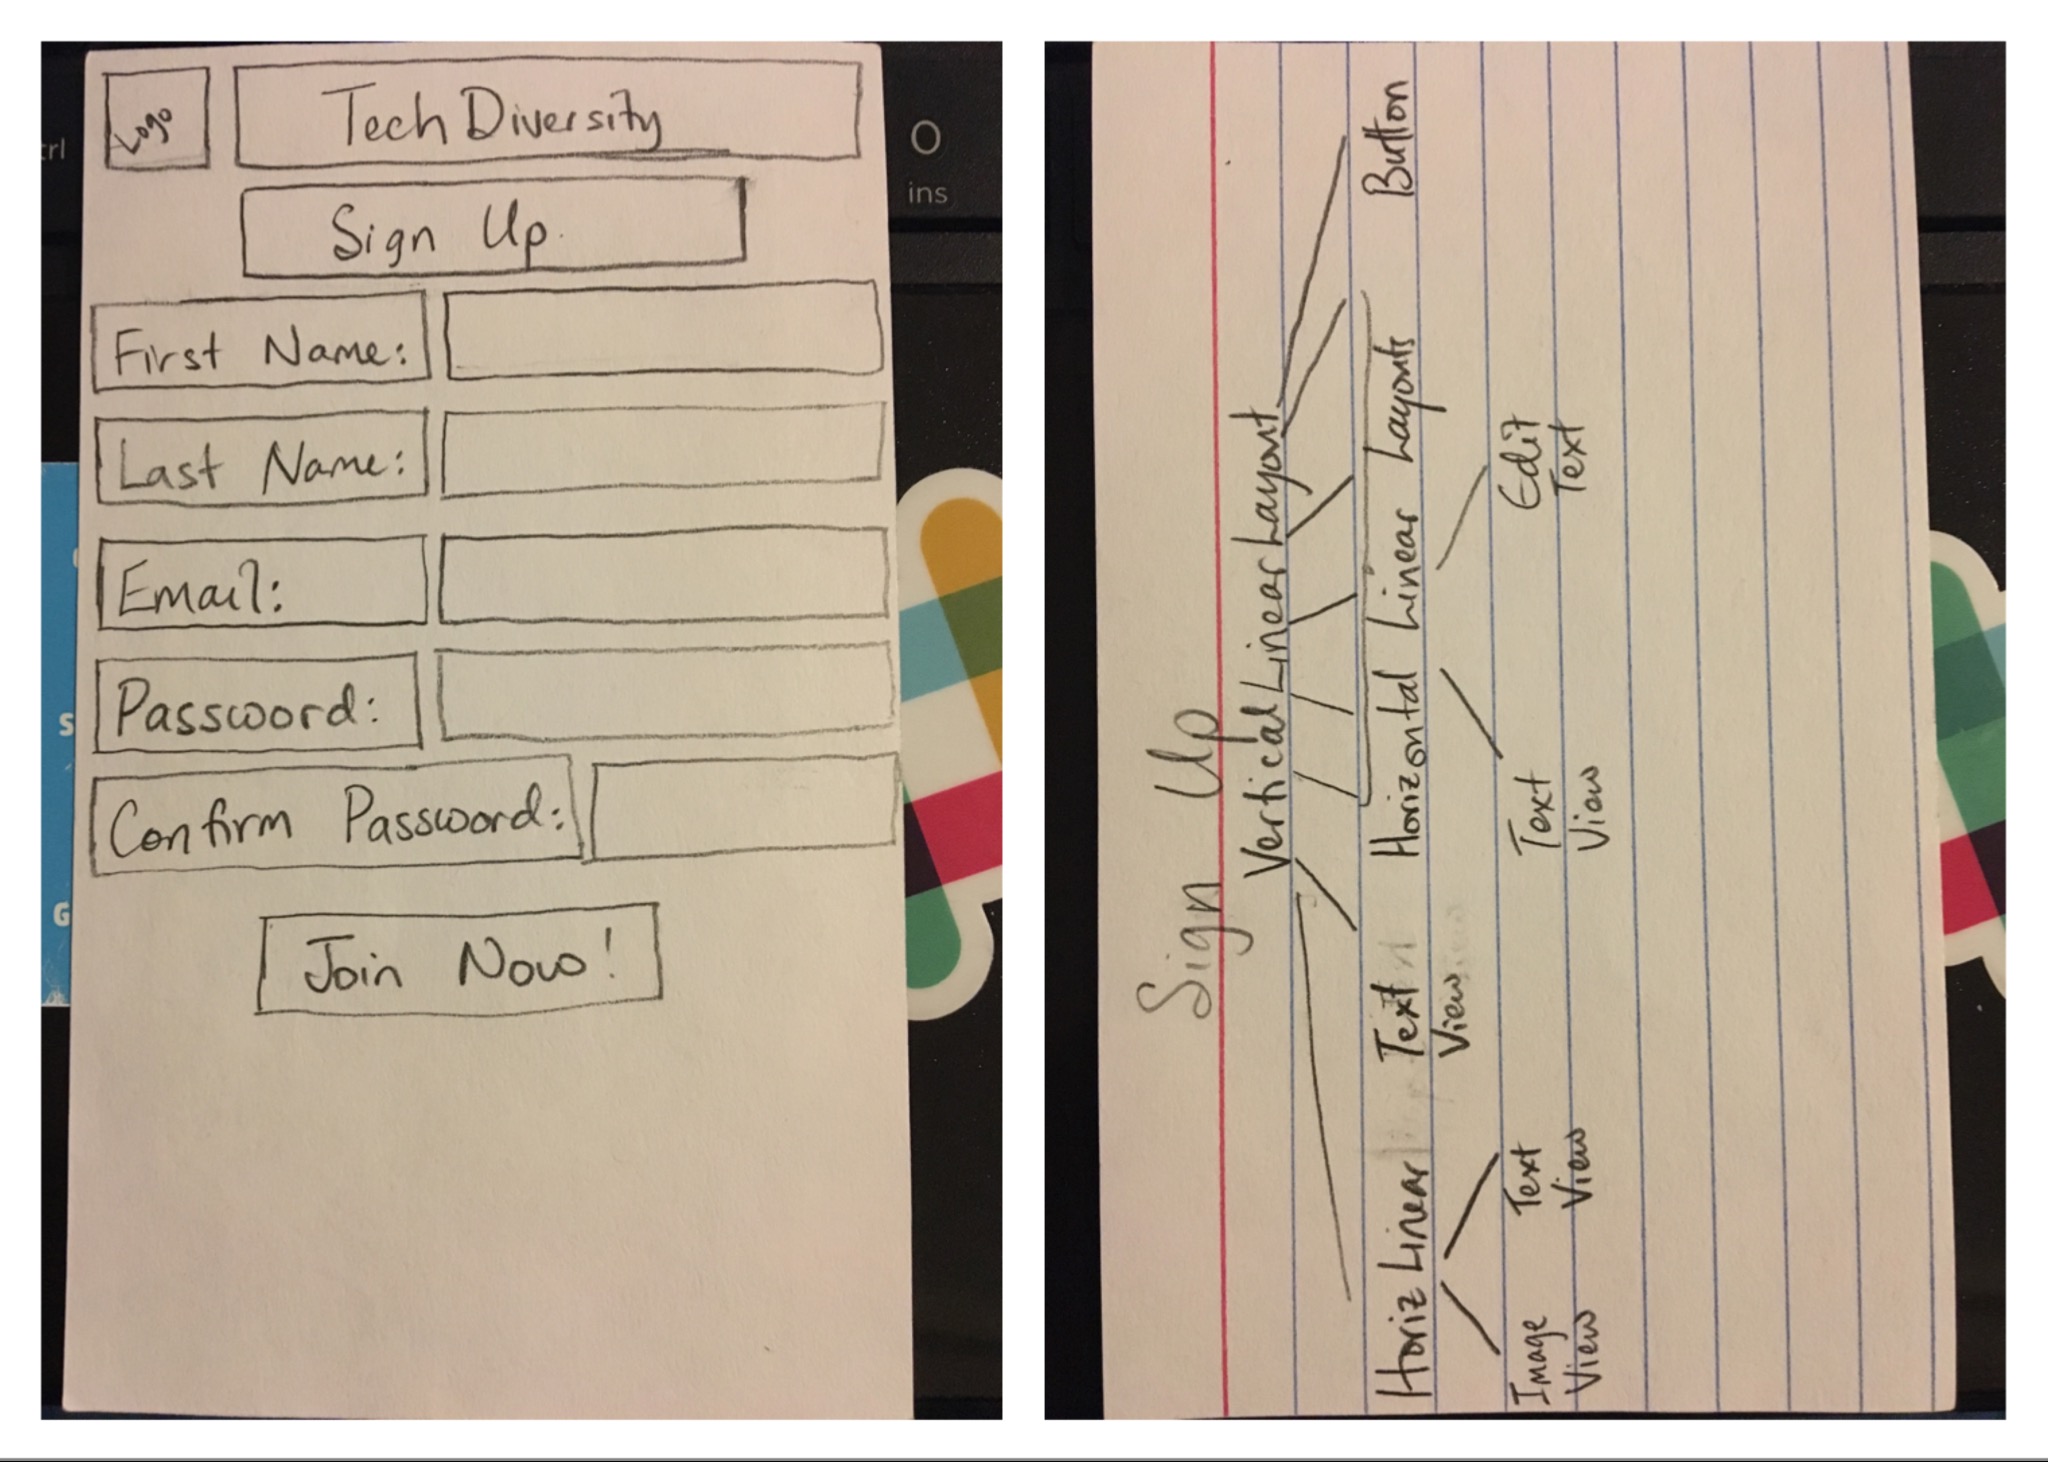 Logo
Tech Diversity
Sign Up
First Name:
Last Name:
Email:
Password:
Confirm Password:
Join Now!
trl
O
ins
S
G
Sign Up
Vertical Linear Layout
Horiz Linear
Text
View
Horizontal Linear Layouts
Button
Image
View
Text
View
Text
View
Edit
Text